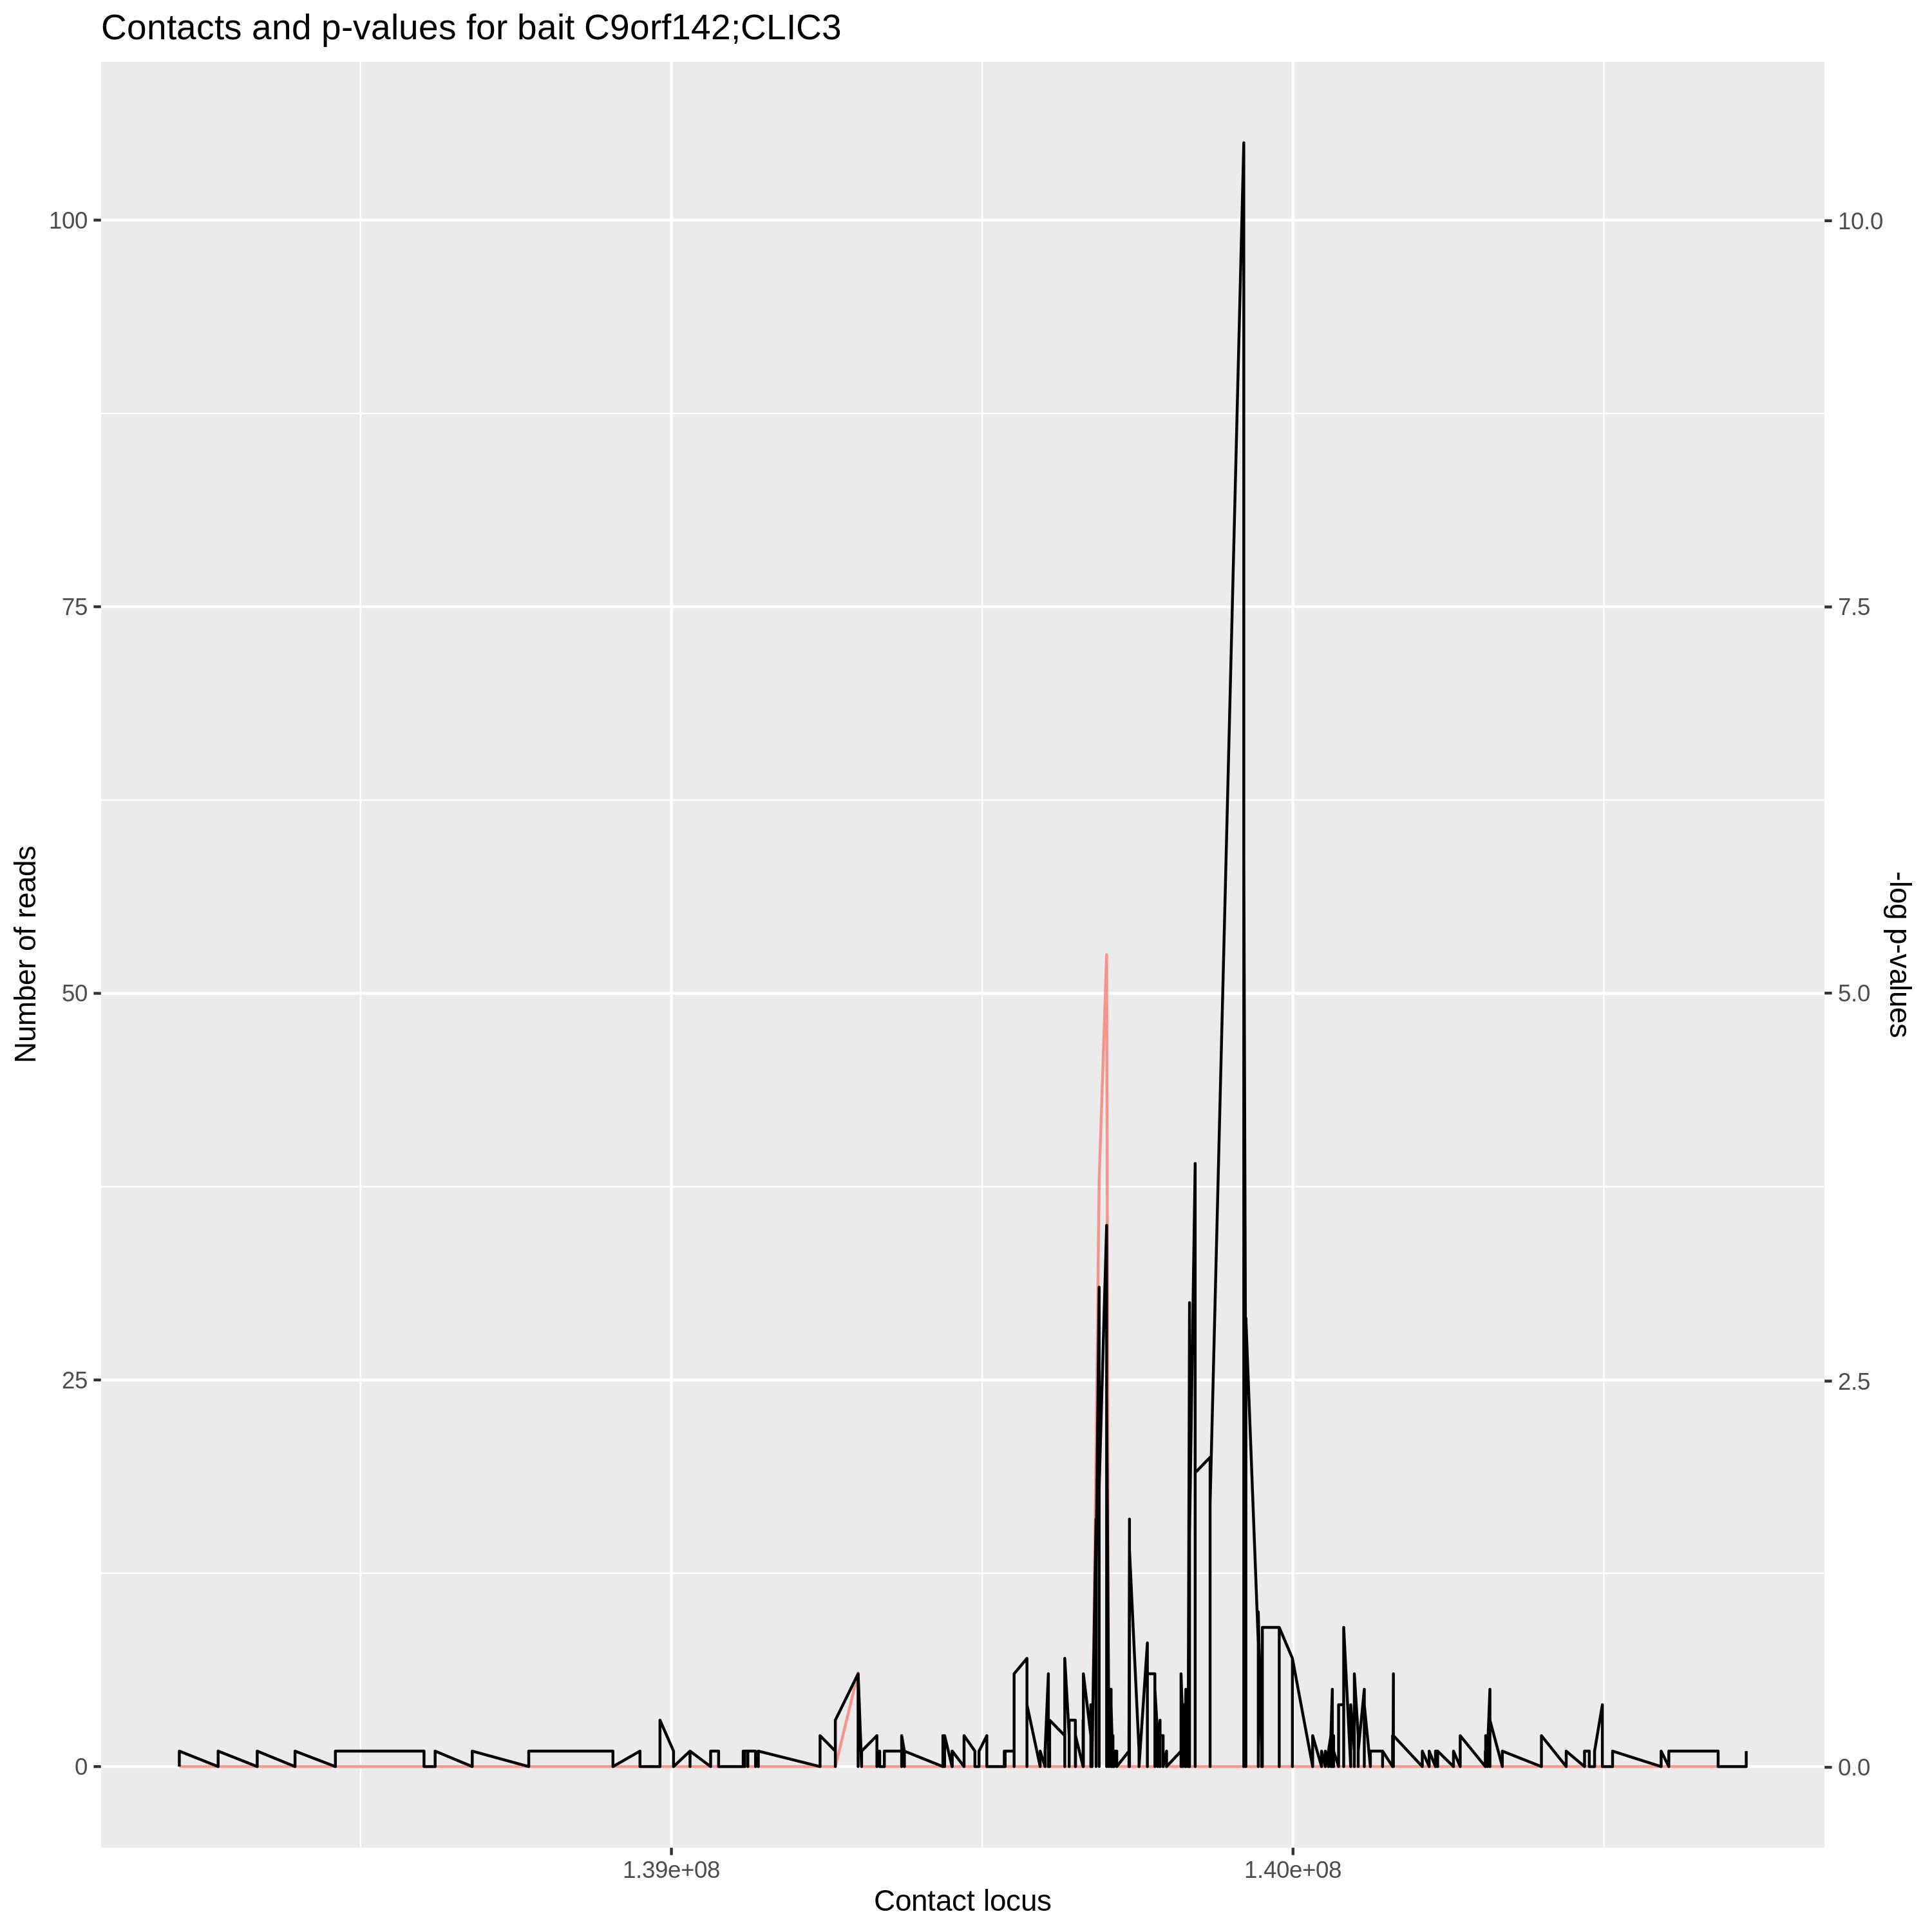 Contacts and p-values for bait C9orf142;CLIC3
100
75
50
25
0
Number of reads
10.0
7.5
5.0
2.5
0.0
-log p-values
1.39e+08
1.40e+08
Contact locus